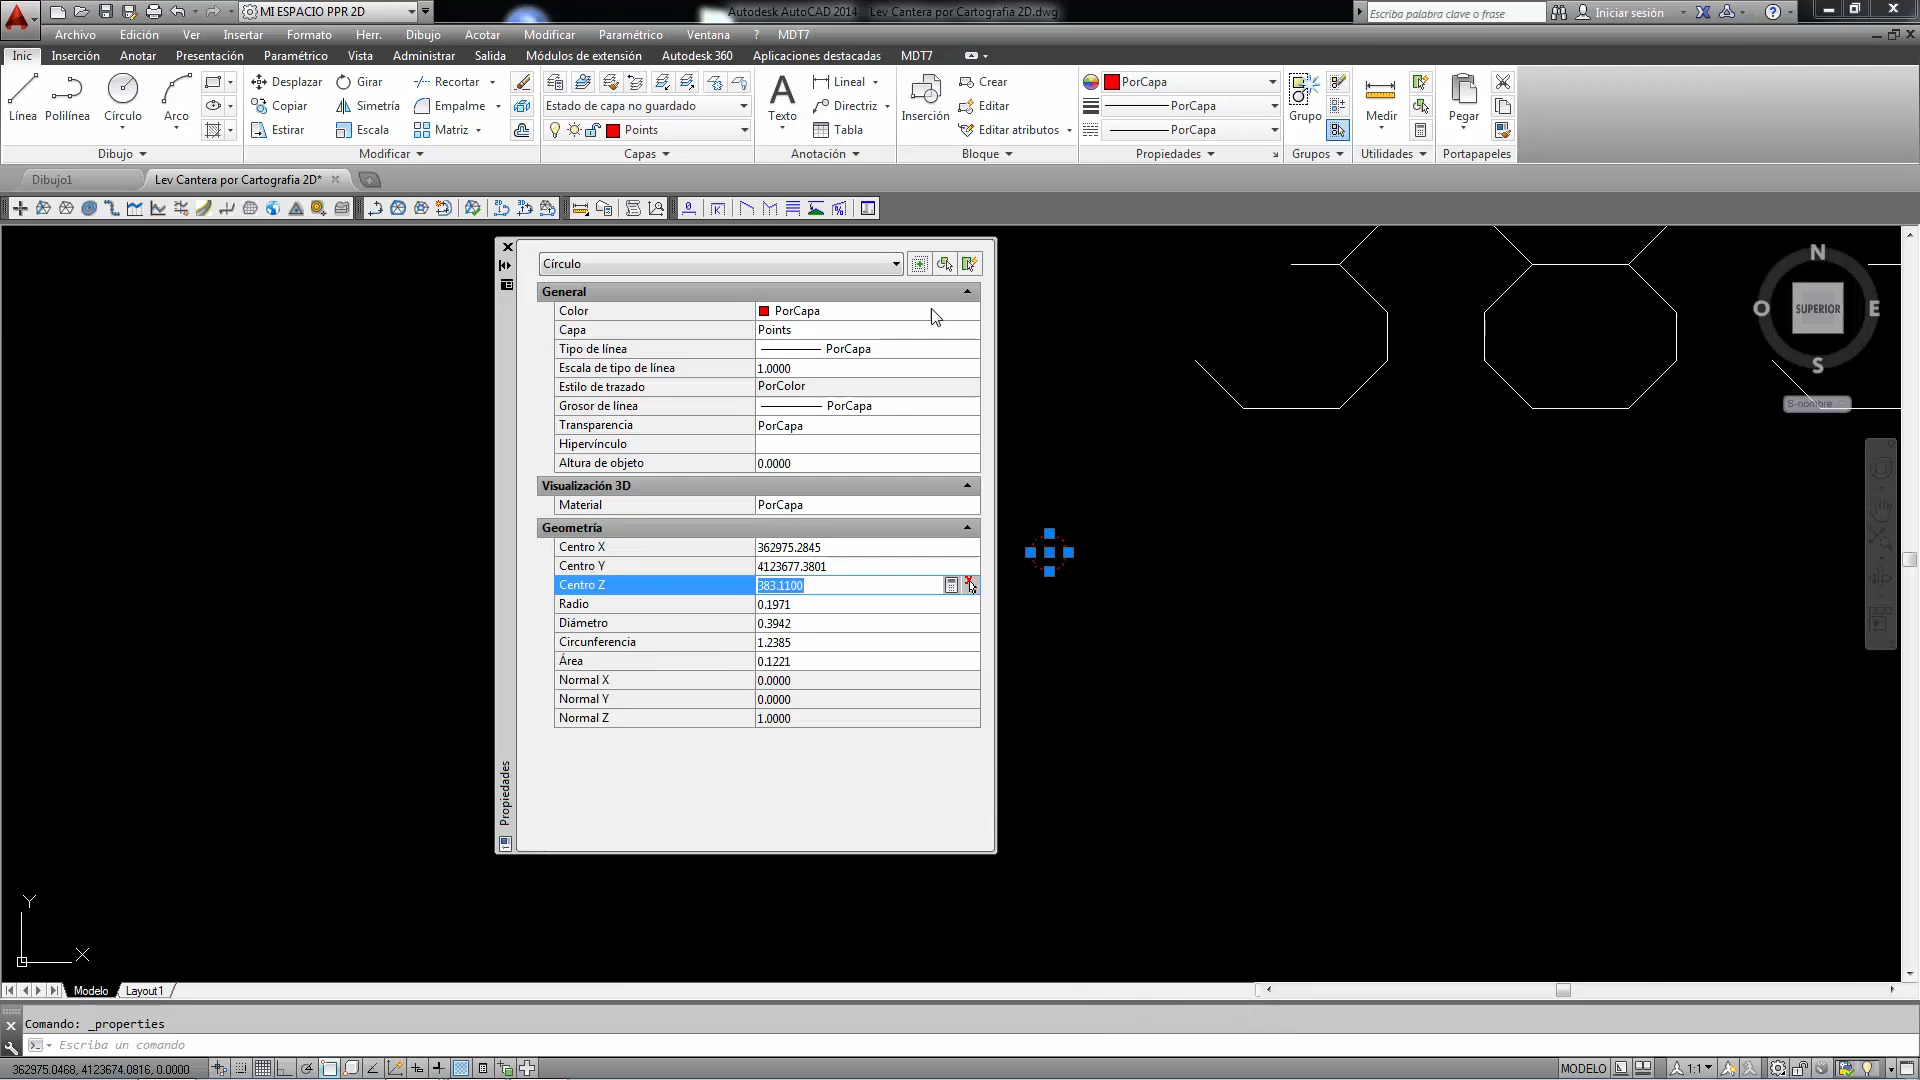 MI ESPACIO PPR 2D
Autodesk AutoCAD 2014    Lev Cantera por Cartografia 2D.dwg
Escriba palabra clave o frase
Iniciar sesión
Archivo
Edición
Ver
Insertar
Formato
Herr.
Dibujo
Acotar
Modificar
Paramétrico
Ventana
?
MDT7
Inic
Inserción
Anotar
Presentación
Paramétrico
Vista
Administrar
Salida
Módulos de extensión
Autodesk 360
Aplicaciones destacadas
MDT7
Línea
Polilínea
Círculo
Arco
Dibujo
Desplazar
Girar
Recortar
Copiar
Simetría
Empalme
Estirar
Escala
Matriz
Modificar
Estado de capa no guardado
Points
Capas
Texto
Lineal
Directriz
Tabla
Anotación
Inserción
Crear
Editar
Editar atributos
Bloque
PorCapa
PorCapa
PorCapa
Propiedades
Grupo
Grupos
Medir
Utilidades
Pegar
Portapapeles
Dibujo1
Lev Cantera por Cartografia 2D*
Círculo
General
Color PorCapa
Capa Points
Tipo de línea PorCapa
Escala de tipo de línea 1.0000
Estilo de trazado PorColor
Grosor de línea PorCapa
Transparencia PorCapa
Hipervínculo
Altura de objeto 0.0000
Visualización 3D
Material PorCapa
Geometría
Centro X 362975.2845
Centro Y 4123677.3801
Centro Z 383.1100
Radio 0.1971
Diámetro 0.3942
Circunferencia 1.2385
Área 0.1221
Normal X 0.0000
Normal Y 0.0000
Normal Z 1.0000
Propiedades
N
O
SUPERIOR
E
S
S-nombre
Y
X
Modelo
Layout1
Comando: _properties
Escriba un comando
362975.0468, 4123674.0816, 0.0000
MODELO
1:1